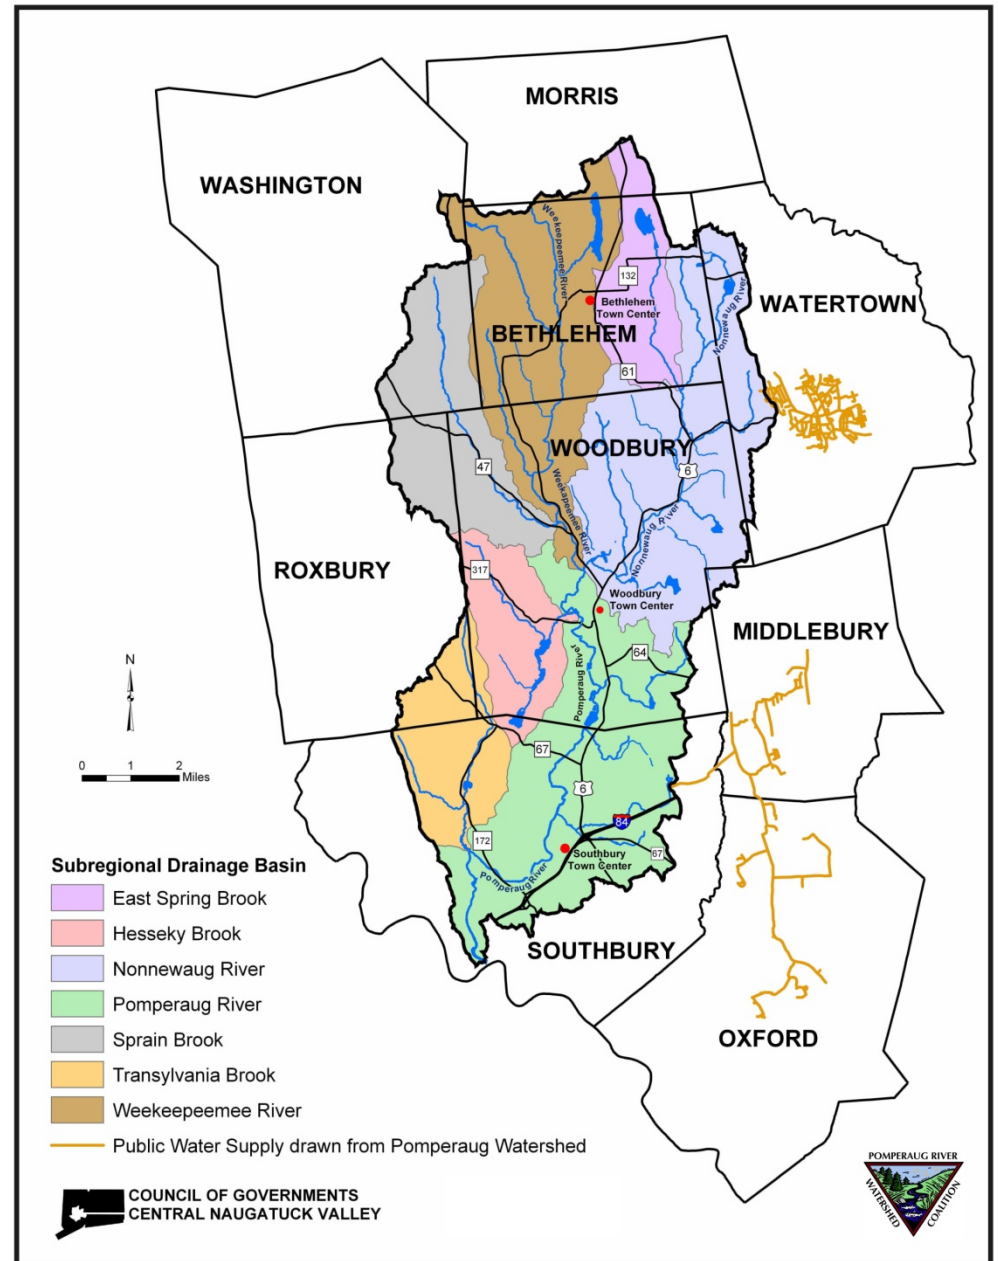 MORRIS
WASHINGTON
Weekeepeemee River
132
WATERTOWN
Bethlehem
Town Center
Nonnewaug River
BETHLEHEM
61
WOODBURY
47
6
Weekapeemee River
Nonnewaug River
ROXBURY
317
Woodbury
Town Center
MIDDLEBURY
64
Pomperaug River
N
67
0 1 2
Miles
6
84
172
Southbury
Town Center
67
Pomperaug River
Subregional Drainage Basin
East Spring Brook
Hesseky Brook
Nonnewaug River
Pomperaug River
Sprain Brook
Transylvania Brook
Weekeepeemee River
Public Water Supply drawn from Pomperaug Watershed
SOUTHBURY
OXFORD
COUNCIL OF GOVERNMENTS
CENTRAL NAUGATUCK VALLEY
POMPERAUG RIVER
WATERSHED
COALITION